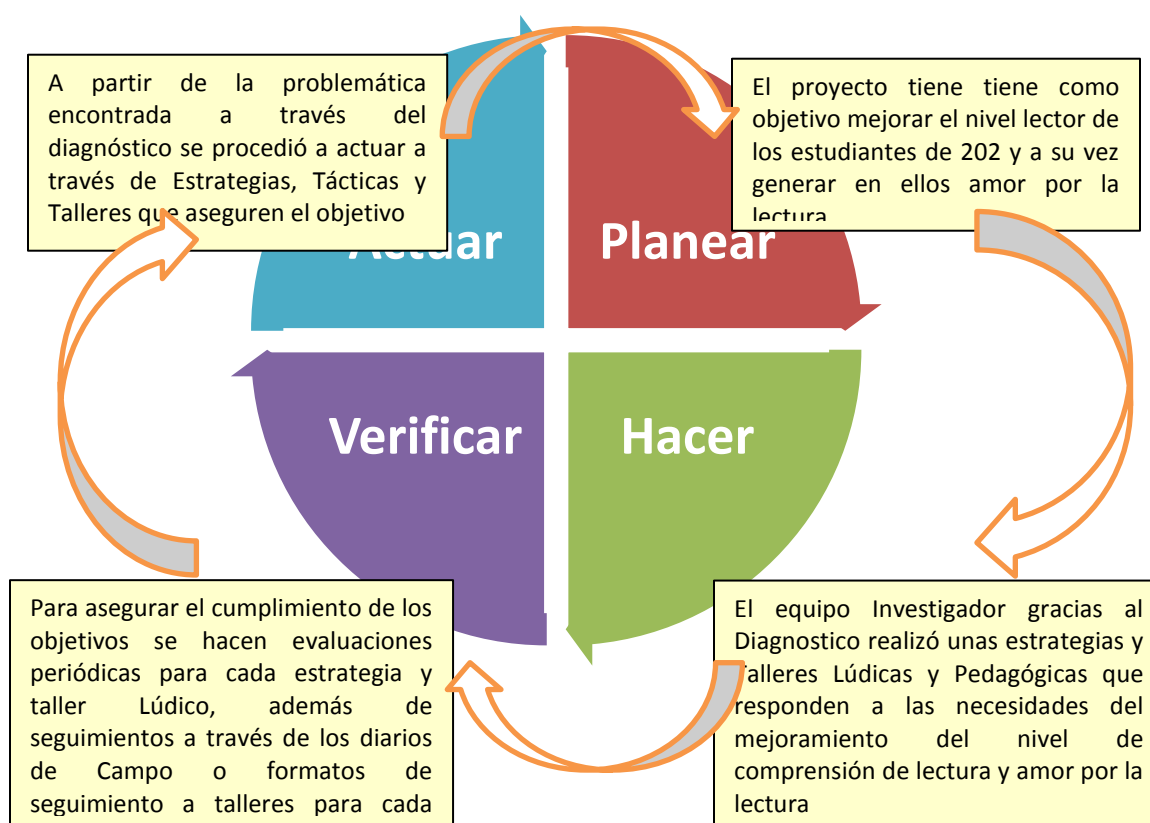 A partir de la problemática
encontrada a través del
diagnóstico se procedió a actuar a
través de Estrategias, Tácticas y
Talleres que aseguren el objetivo
El proyecto tiene tiene como
objetivo mejorar el nivel lector de
los estudiantes de 202 y a su vez
generar en ellos amor por la
lectura
Actuar
Planear
Verificar
Hacer
Para asegurar el cumplimiento de los
objetivos se hacen evaluaciones
periódicas para cada estrategia y
taller Lúdico, además de
seguimientos a través de los diarios
de Campo o formatos de
seguimiento a talleres para cada
El equipo Investigador gracias al
Diagnostico realizó unas estrategias y
Talleres Lúdicas y Pedagógicas que
responden a las necesidades del
mejoramiento del nivel de
comprensión de lectura y amor por la
lectura